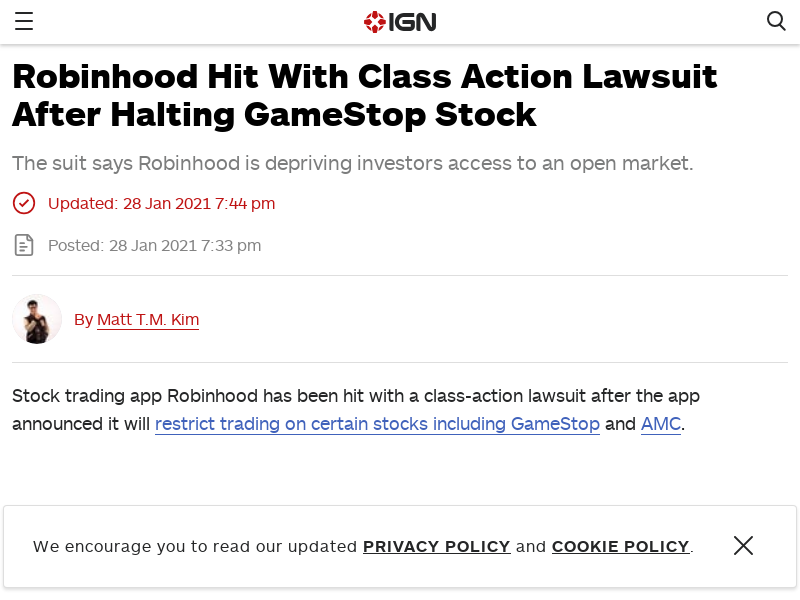 IGN
Robinhood Hit With Class Action Lawsuit
After Halting GameStop Stock
The suit says Robinhood is depriving investors access to an open market.
Updated: 28 Jan 2021 7:44 pm
Posted: 28 Jan 2021 7:33 pm
By Matt T.M. Kim
Stock trading app Robinhood has been hit with a class-action lawsuit after the app
announced it will restrict trading on certain stocks including GameStop and AMC.
We encourage you to read our updated PRIVACY POLICY and COOKIE POLICY.